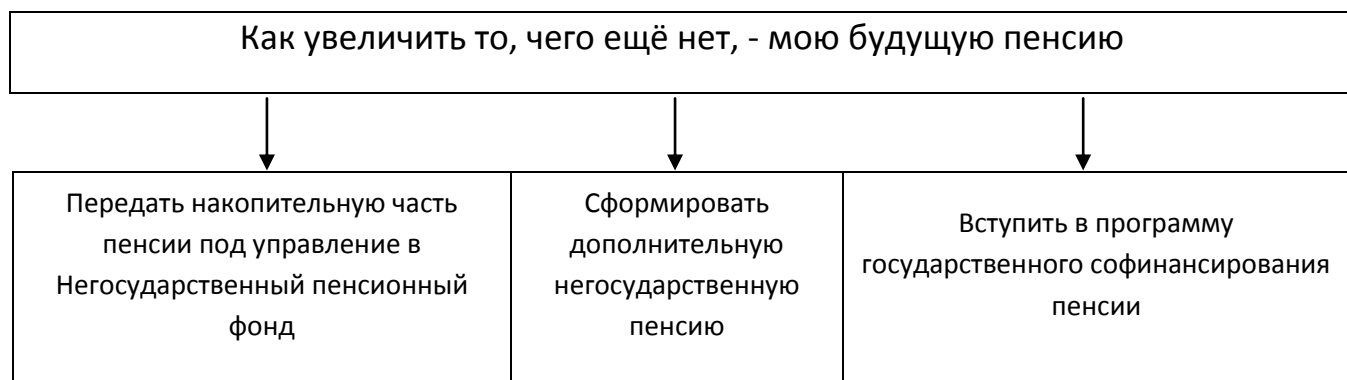 Как увеличить то, чего ещё нет, - мою будущую пенсию
Передать накопительную часть
пенсии под управление в
Негосударственный пенсионный
фонд
Сформировать
дополнительную
негосударственную
пенсию
Вступить в программу
государственного софинансирования
пенсии